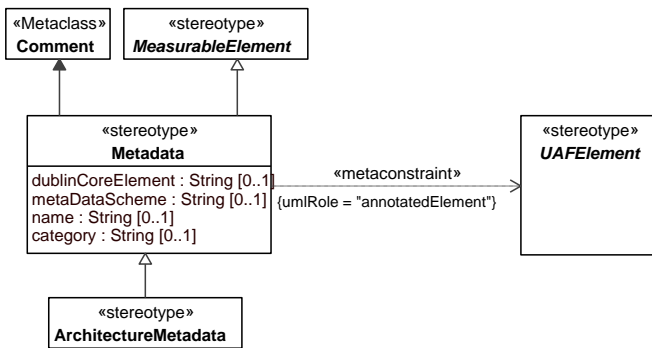 «Metaclass»
Comment
«stereotype»
MeasurableElement
«stereotype»
Metadata
dublinCoreElement : String [0..1]
metaDataScheme : String [0..1]
name : String [0..1]
category : String [0..1]
«metaconstraint»
{umlRole = "annotatedElement"}
«stereotype»
UAFElement
«stereotype»
ArchitectureMetadata